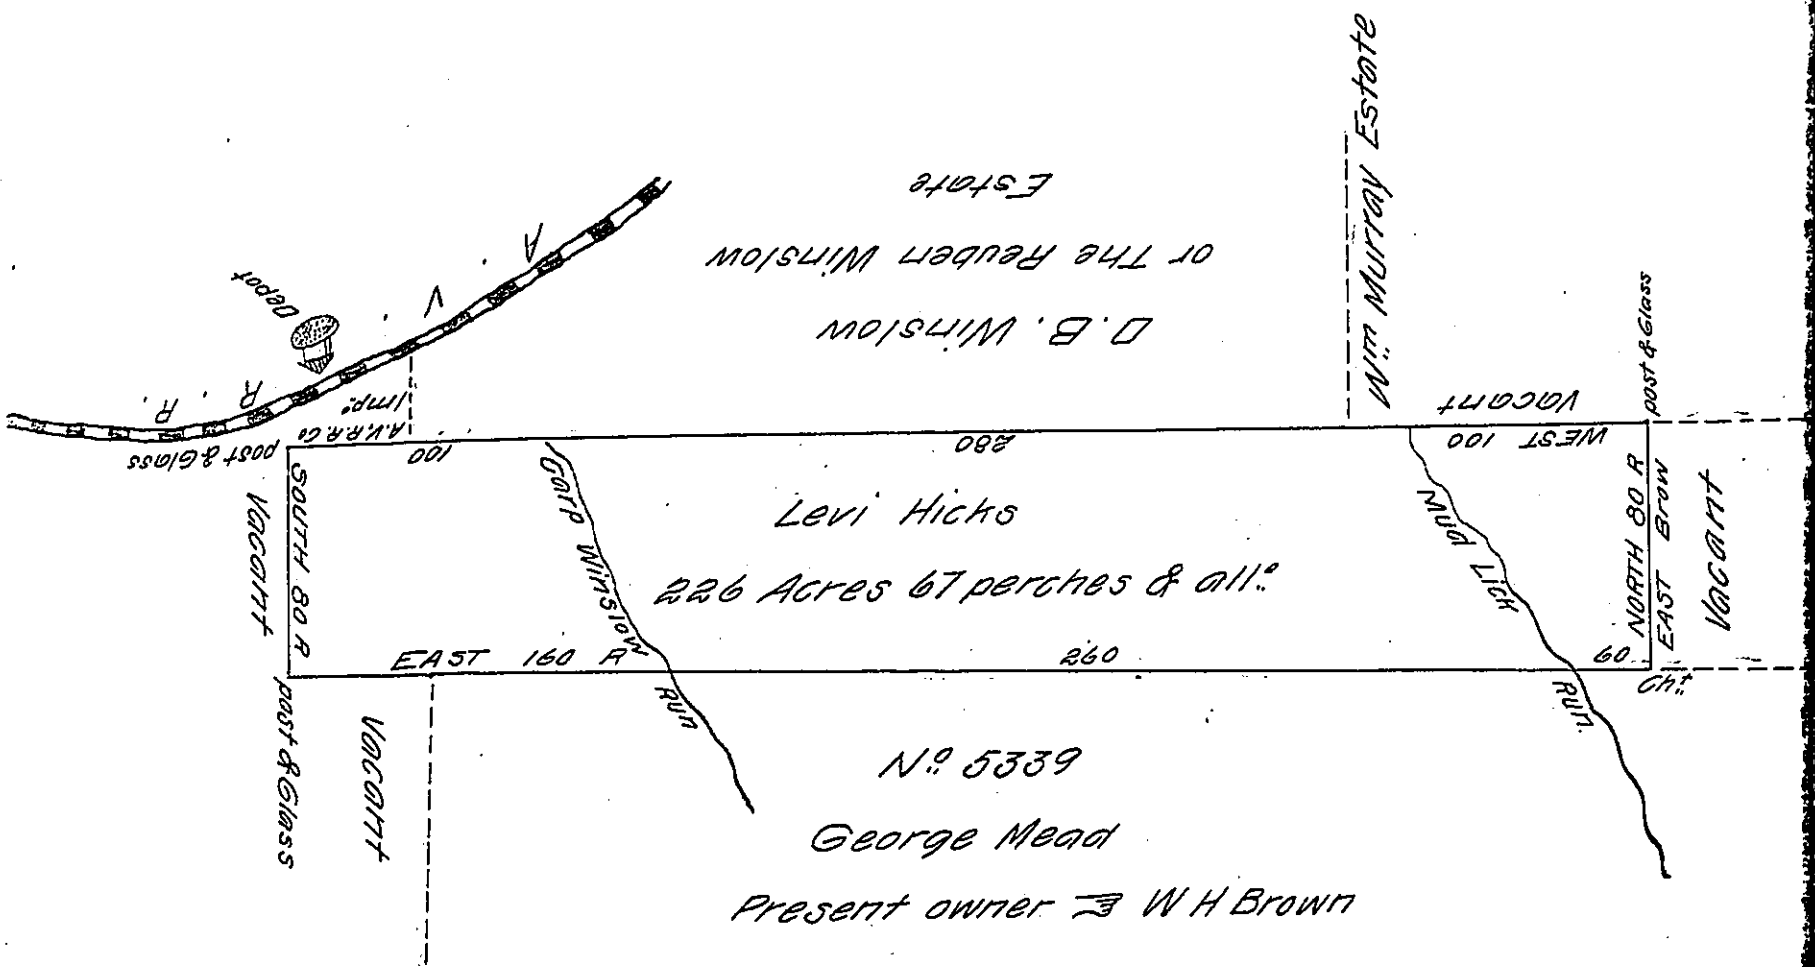 Wm Murray Estate
D. B. Winslow
or The Reuben Winslow
Estate
A
V
R. R.
Depot
Imp.
A.V.R.R. Co
post & Glass
post & Glass
Vacant
WEST 100
280
100
SOUTH 80 R
Vacant
Garp Winslow Run
Levi Hicks
226 Acres 67 perches & all.
Mud Lick Run
NORTH 80 R
EAST Brow
Vacant
EAST 160 R
260
60
Cht
post & Glass
Vacant
No 5339
George Mead
Present owner W H Brown